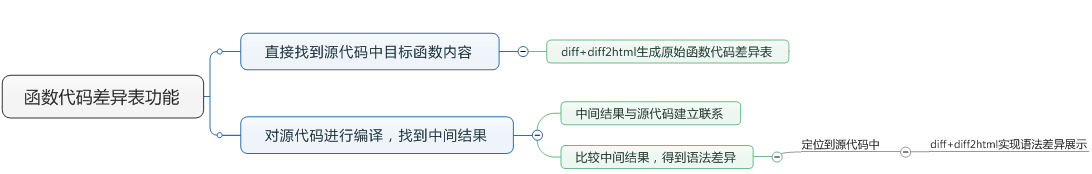 函数代码差异表功能
直接找到源代码中目标函数内容
diff+diff2html生成原始函数代码差异表
对源代码进行编译，找到中间结果
中间结果与源代码建立联系
比较中间结果，得到语法差异
定位到源代码中
diff+diff2html实现语法差异展示